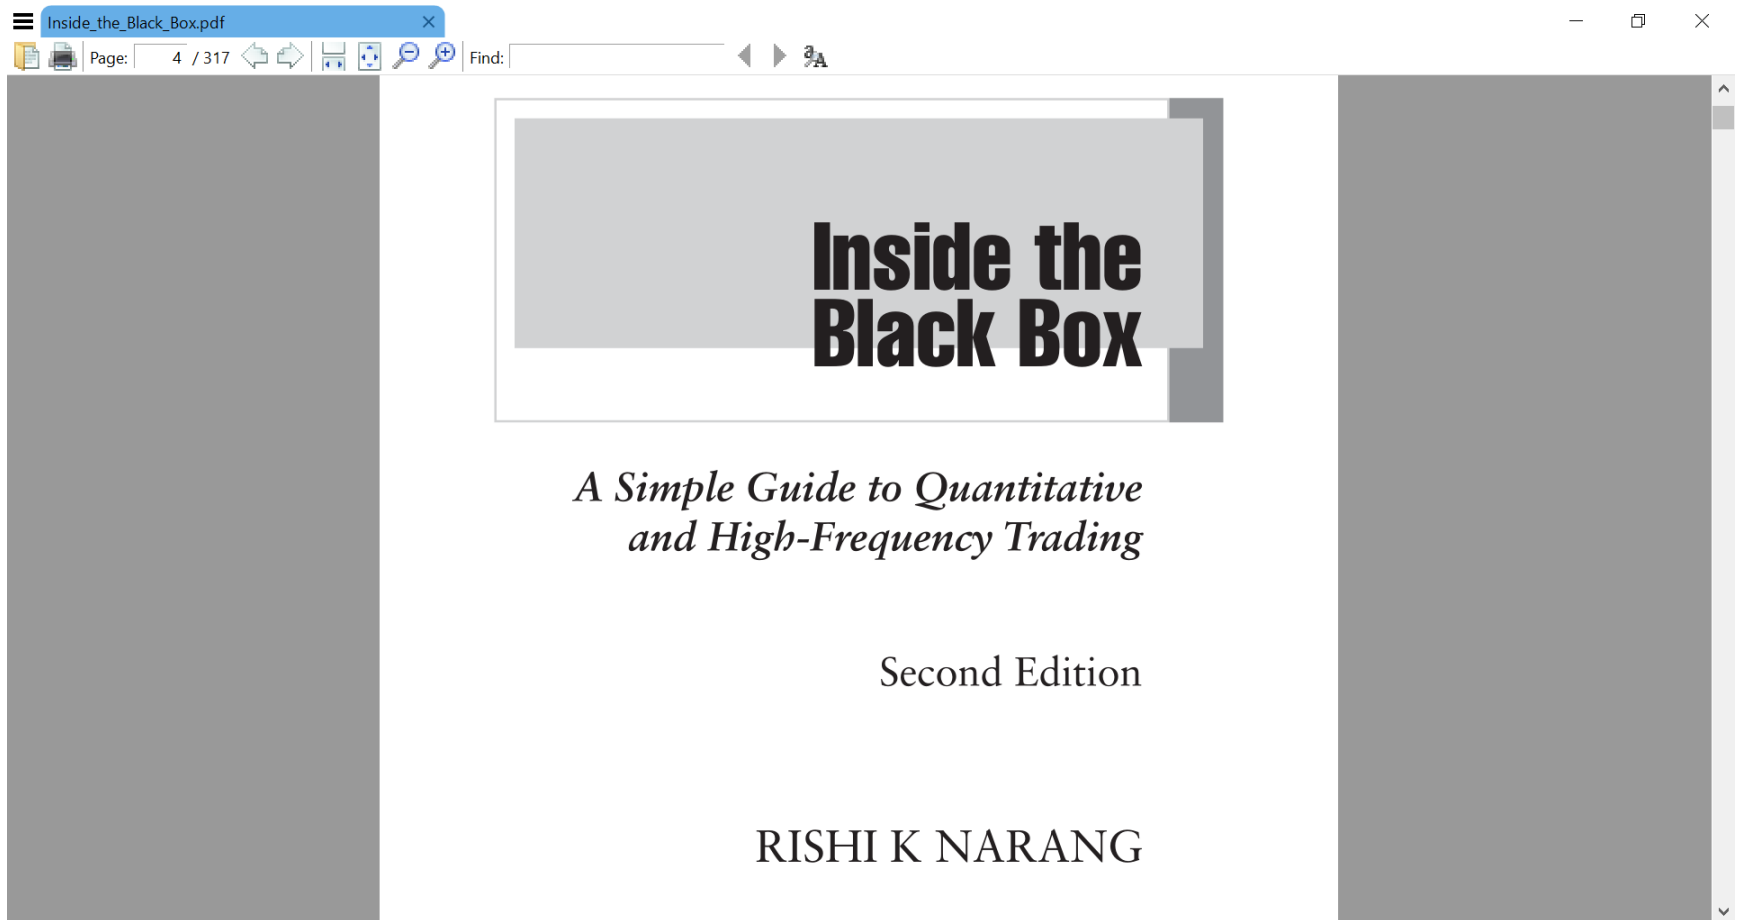 Inside_the_Black_Box.pdf
Page: 4 / 317 Find:
Inside the
Black Box
A Simple Guide to Quantitative
and High-Frequency Trading
Second Edition
RISHI K NARANG